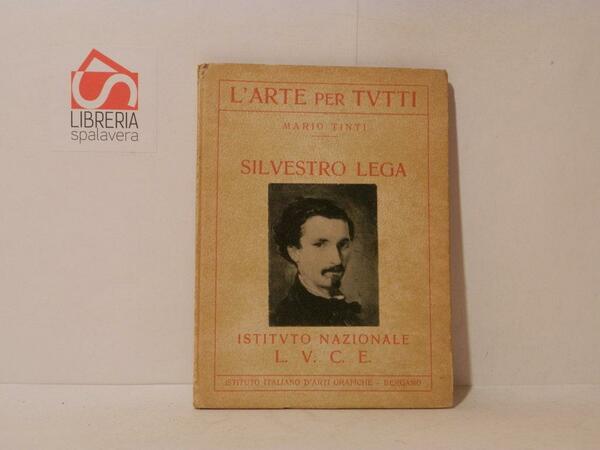 LIBRERIA
spalavera
L'ARTE PER TVTTI
MARIO TINTI
SILVESTRO LEGA
ISTITVTO NAZIONALE
L. V. C. E.
ISTITUTO ITALIANO D'ARTI GRAFICHE - BERGAMO